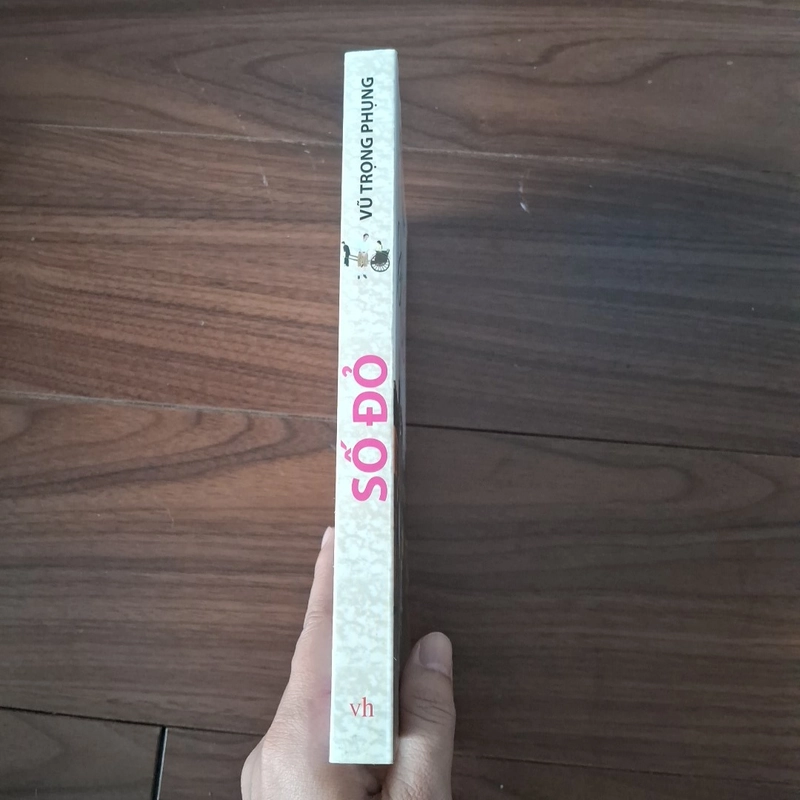 VŨ TRỌNG PHỤNG
SỐ ĐỎ
vh